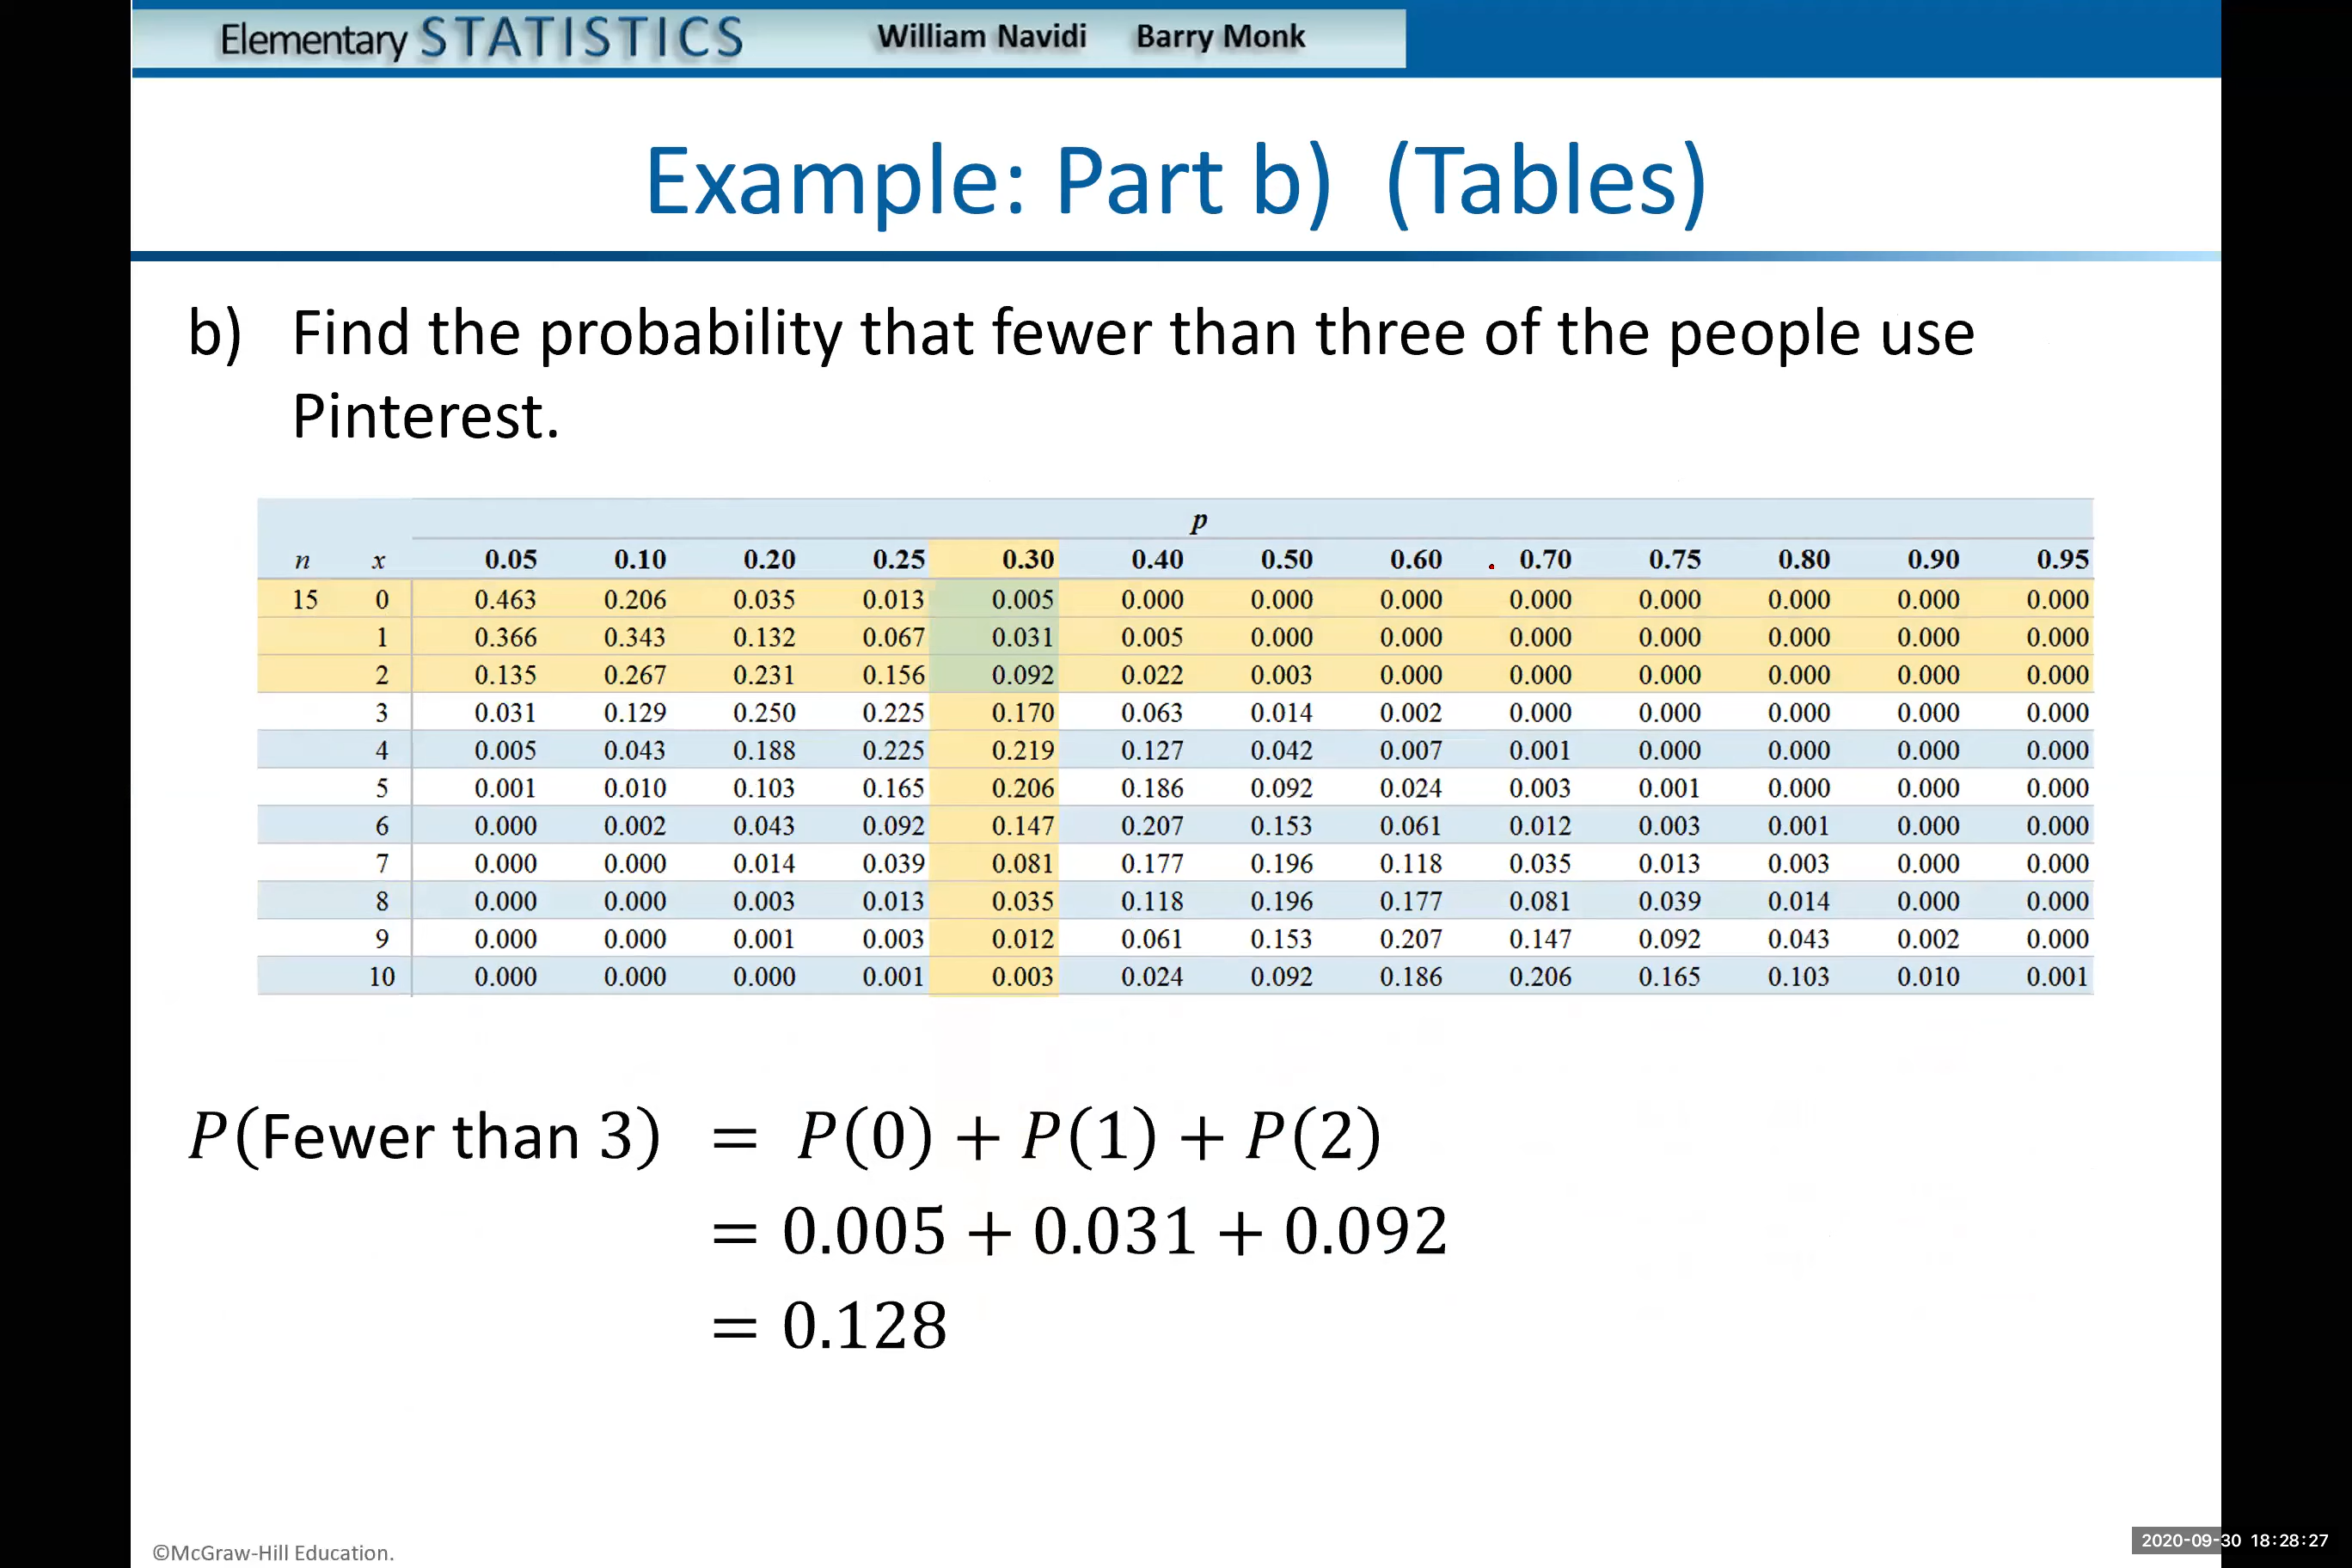 Elementary STATISTICS William Navidi Barry Monk
Example: Part b) (Tables)
b) Find the probability that fewer than three of the people use
Pinterest.
p
n x 0.05 0.10 0.20 0.25 0.30 0.40 0.50 0.60 0.70 0.75 0.80 0.90 0.95
15 0 0.463 0.206 0.035 0.013 0.005 0.000 0.000 0.000 0.000 0.000 0.000 0.000 0.000
1 0.366 0.343 0.132 0.067 0.031 0.005 0.000 0.000 0.000 0.000 0.000 0.000 0.000
2 0.135 0.267 0.231 0.156 0.092 0.022 0.003 0.000 0.000 0.000 0.000 0.000 0.000
3 0.031 0.129 0.250 0.225 0.170 0.063 0.014 0.002 0.000 0.000 0.000 0.000 0.000
4 0.005 0.043 0.188 0.225 0.219 0.127 0.042 0.007 0.001 0.000 0.000 0.000 0.000
5 0.001 0.010 0.103 0.165 0.206 0.186 0.092 0.024 0.003 0.001 0.000 0.000 0.000
6 0.000 0.002 0.043 0.092 0.147 0.207 0.153 0.061 0.012 0.003 0.001 0.000 0.000
7 0.000 0.000 0.014 0.039 0.081 0.177 0.196 0.118 0.035 0.013 0.003 0.000 0.000
8 0.000 0.000 0.003 0.013 0.035 0.118 0.196 0.177 0.081 0.039 0.014 0.000 0.000
9 0.000 0.000 0.001 0.003 0.012 0.061 0.153 0.207 0.147 0.092 0.043 0.002 0.000
10 0.000 0.000 0.000 0.001 0.003 0.024 0.092 0.186 0.206 0.165 0.103 0.010 0.001
P(Fewer than 3) = P(0) + P(1) + P(2)
= 0.005 + 0.031 + 0.092
= 0.128
©McGraw-Hill Education.
2020-09-30 18:28:27